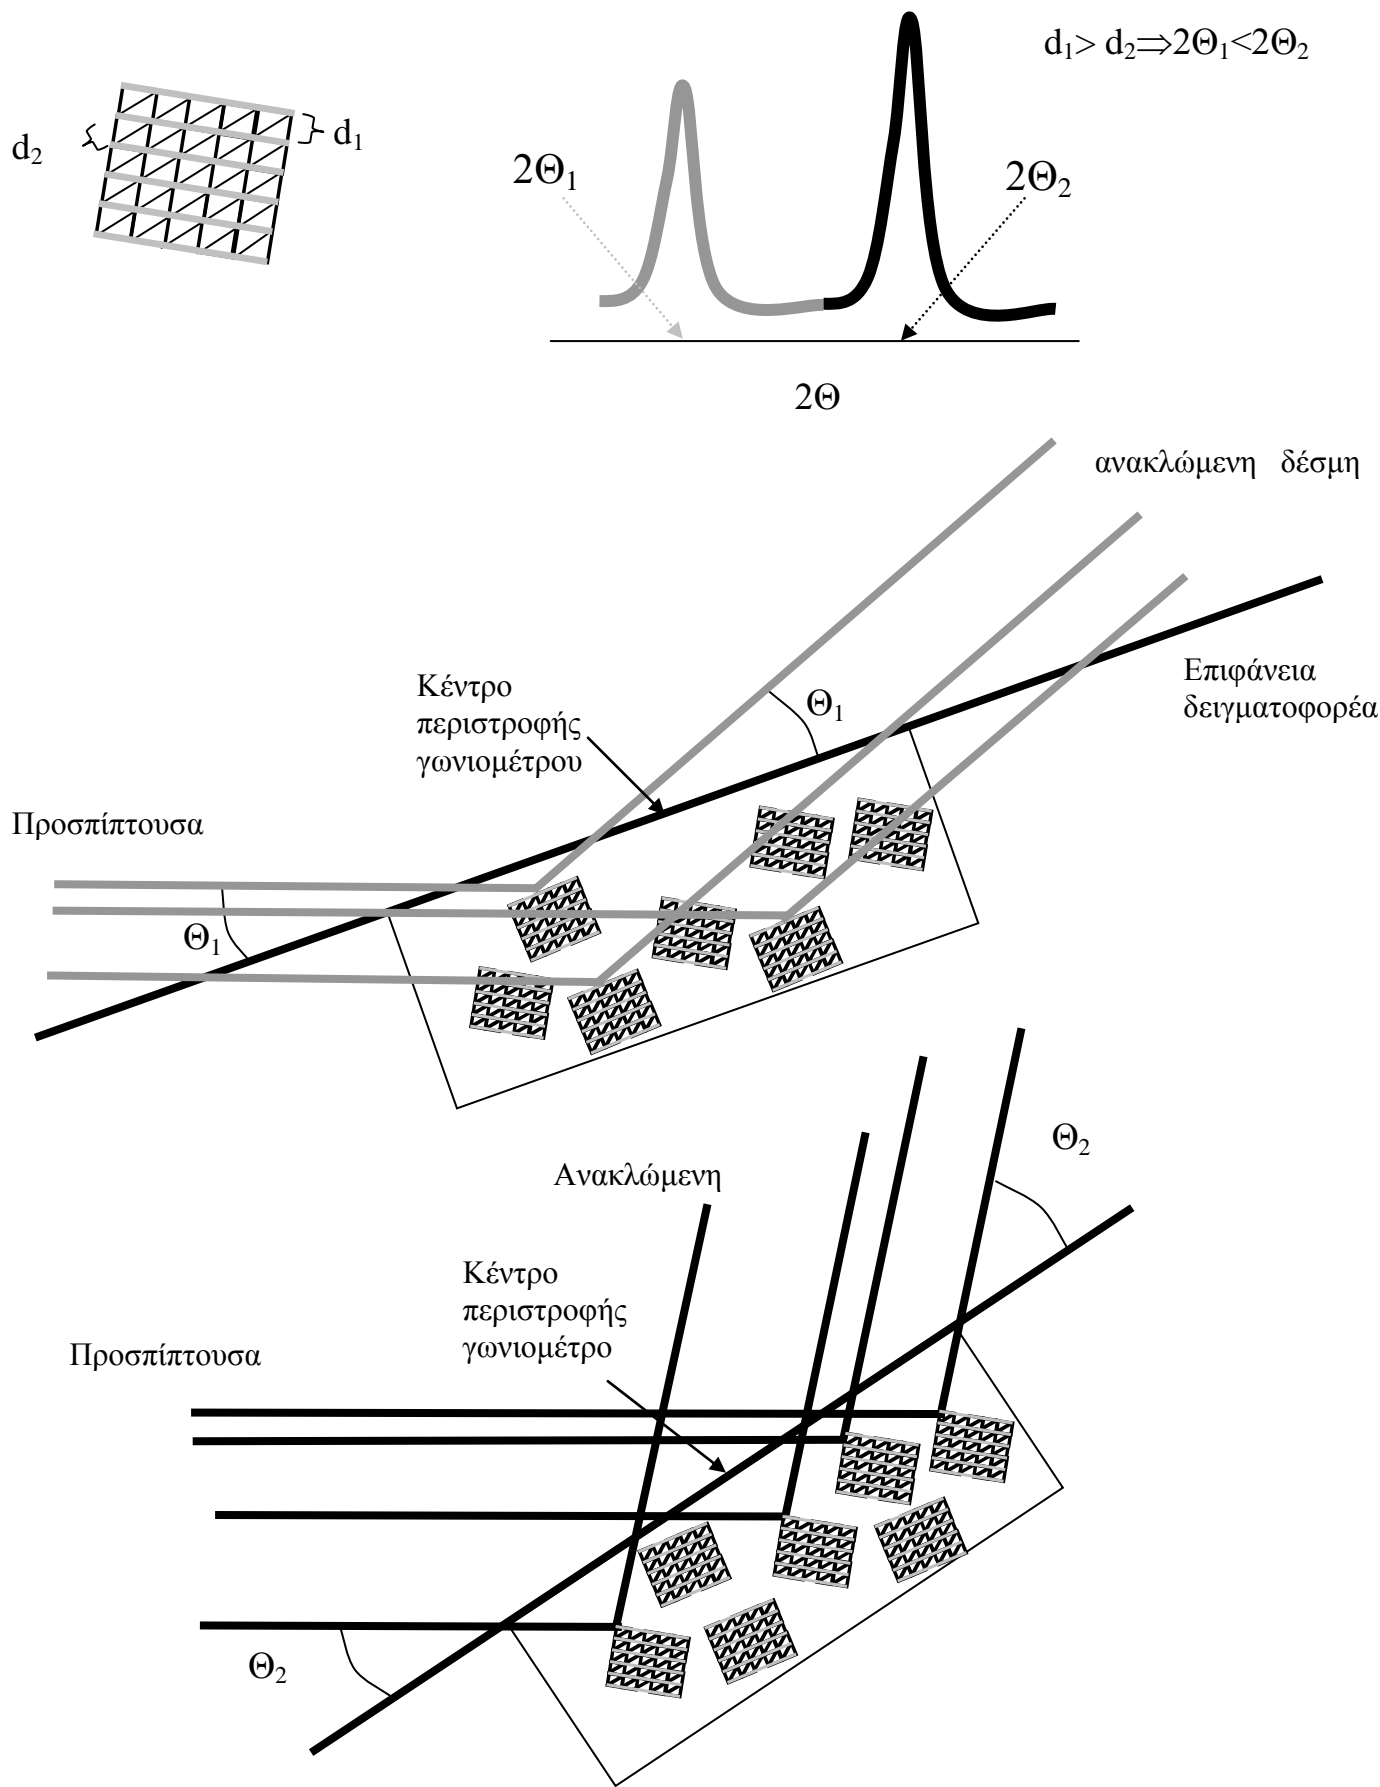 d₁> d₂⇒2Θ₁<2Θ₂
d₂
d₁
2Θ₁
2Θ₂
2Θ
ανακλώμενη δέσμη
Επιφάνεια
δειγματοφορέα
Κέντρο
περιστροφής
γωνιομέτρου
Θ₁
Προσπίπτουσα
Θ₁
Θ₂
Ανακλώμενη
Κέντρο
περιστροφής
γωνιομέτρο
Προσπίπτουσα
Θ₂